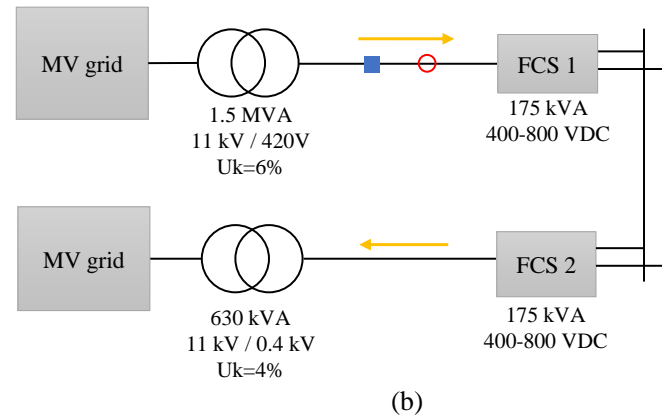 MV grid
FCS 1
1.5 MVA
11 kV / 420V
Uk=6%
175 kVA
400-800 VDC
MV grid
FCS 2
630 kVA
11 kV / 0.4 kV
Uk=4%
175 kVA
400-800 VDC
(b)